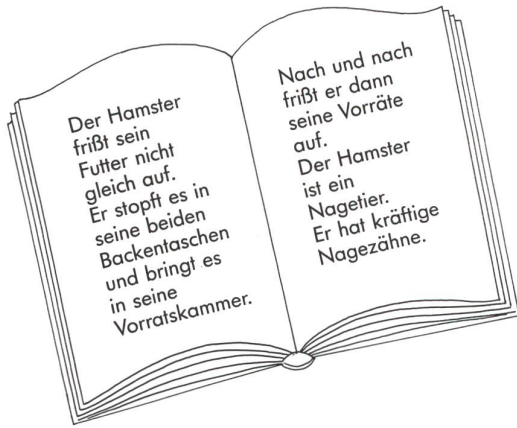 Der Hamster
frißt sein
Futter nicht
gleich auf.
Er stopft es in
seine beiden
Backentaschen
und bringt es
in seine
Vorratskammer.
Nach und nach
frißt er dann
seine Vorräte
auf.
Der Hamster
ist ein
Nagetier.
Er hat kräftige
Nagezähne.